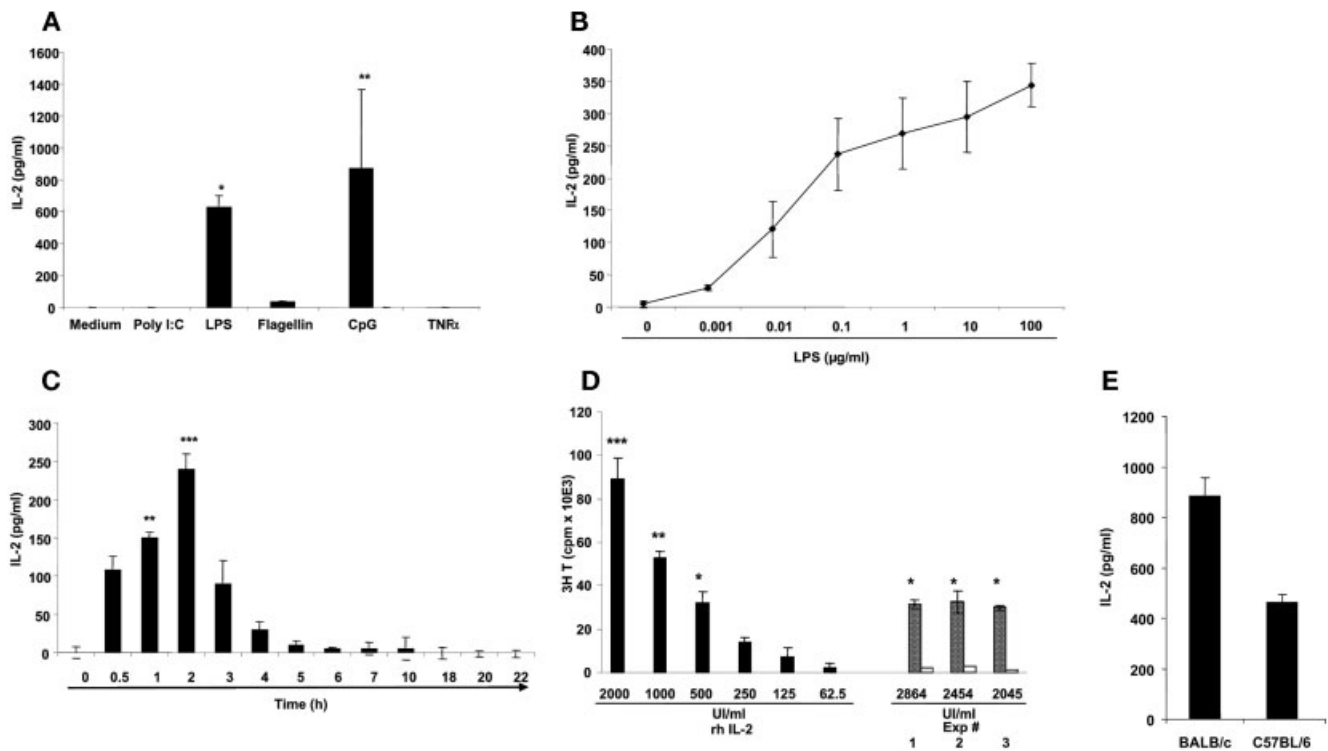 A
IL-2 (pg/ml)
1600
1400
1200
1000
800
600
400
200
0
*
**
Medium Poly I:C LPS Flagellin CpG TNRα
B
IL-2 (pg/ml)
400
350
300
250
200
150
100
50
0
0 0.001 0.01 0.1 1 10 100
LPS (µg/ml)
C
IL-2 (pg/ml)
300
250
200
150
100
50
0
**
***
0 0.5 1 2 3 4 5 6 7 10 18 20 22
Time (h)
D
3H T (cpm x 10E3)
120
100
80
60
40
20
0
***
**
*
* * *
2000 1000 500 250 125 62.5
UI/ml
rh IL-2
2864 2454 2045
UI/ml
Exp #
1 2 3
E
IL-2 (pg/ml)
1200
1000
800
600
400
200
0
BALB/c C57BL/6